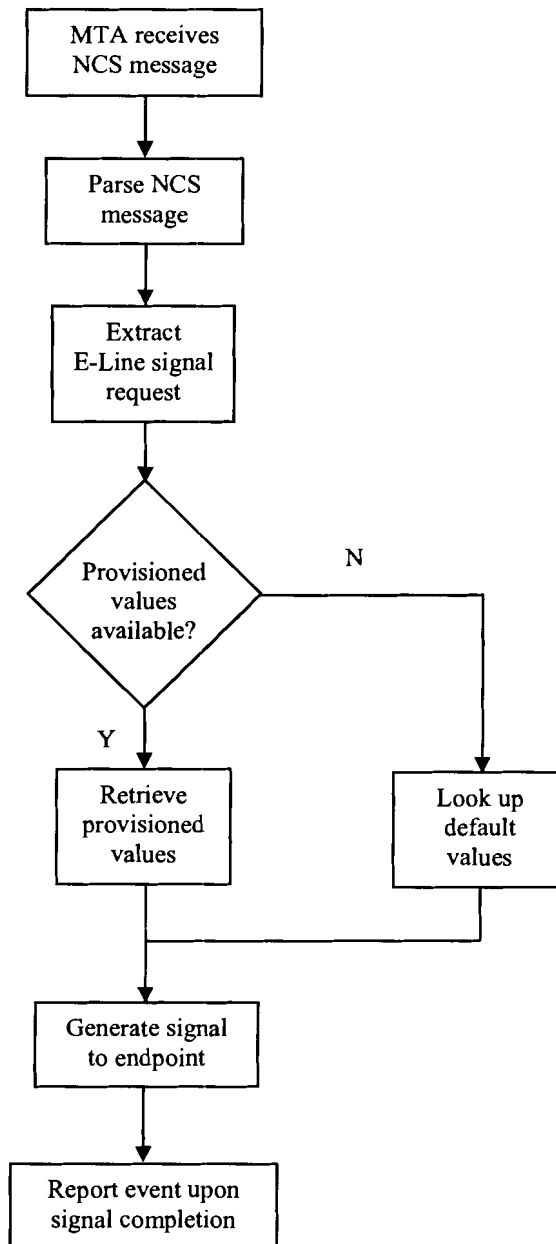 MTA receives
NCS message
Parse NCS
message
Extract
E-Line signal
request
Provisioned
values
available?
N
Y
Retrieve
provisioned
values
Look up
default
values
Generate signal
to endpoint
Report event upon
signal completion